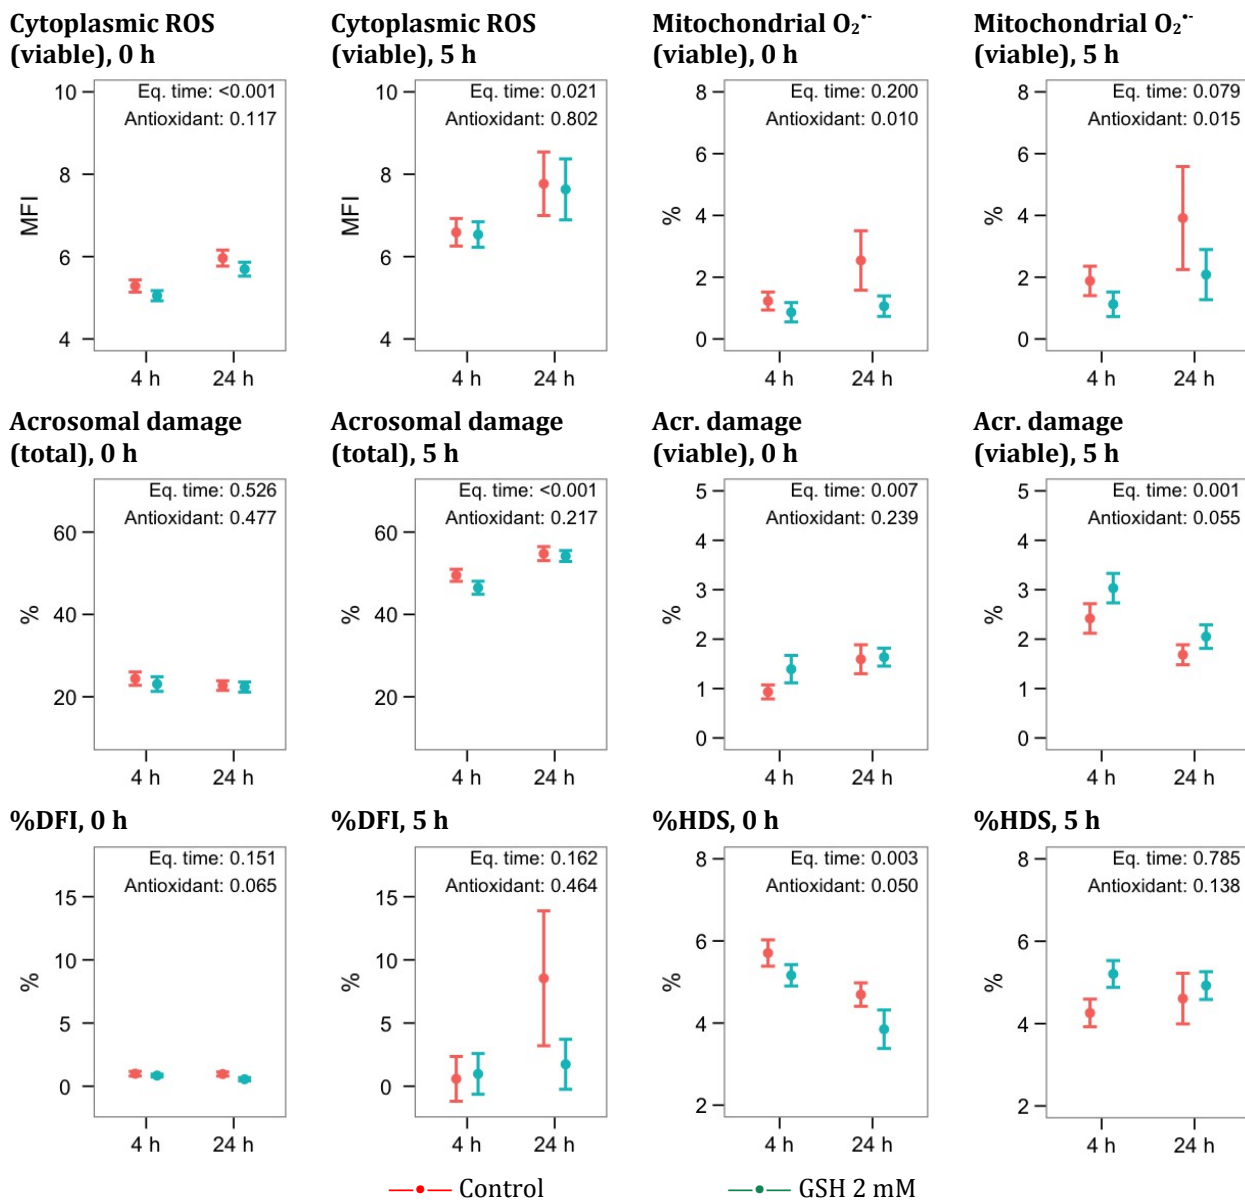 Cytoplasmic ROS
(viable), 0 h
Eq. time: <0.001
Antioxidant: 0.117
10
8
6
4
MFI
4 h 24 h
Cytoplasmic ROS
(viable), 5 h
Eq. time: 0.021
Antioxidant: 0.802
10
8
6
4
MFI
4 h 24 h
Mitochondrial O₂•-
(viable), 0 h
Eq. time: 0.200
Antioxidant: 0.010
8
6
4
2
0
%
4 h 24 h
Mitochondrial O₂•-
(viable), 5 h
Eq. time: 0.079
Antioxidant: 0.015
8
6
4
2
0
%
4 h 24 h
Acrosomal damage
(total), 0 h
Eq. time: 0.526
Antioxidant: 0.477
60
40
20
%
4 h 24 h
Acrosomal damage
(total), 5 h
Eq. time: <0.001
Antioxidant: 0.217
60
40
20
%
4 h 24 h
Acr. damage
(viable), 0 h
Eq. time: 0.007
Antioxidant: 0.239
5
4
3
2
1
0
%
4 h 24 h
Acr. damage
(viable), 5 h
Eq. time: 0.001
Antioxidant: 0.055
5
4
3
2
1
0
%
4 h 24 h
%DFI, 0 h
Eq. time: 0.151
Antioxidant: 0.065
15
10
5
0
%
4 h 24 h
%DFI, 5 h
Eq. time: 0.162
Antioxidant: 0.464
15
10
5
0
%
4 h 24 h
%HDS, 0 h
Eq. time: 0.003
Antioxidant: 0.050
8
6
4
2
%
4 h 24 h
%HDS, 5 h
Eq. time: 0.785
Antioxidant: 0.138
8
6
4
2
%
4 h 24 h
Control
GSH 2 mM